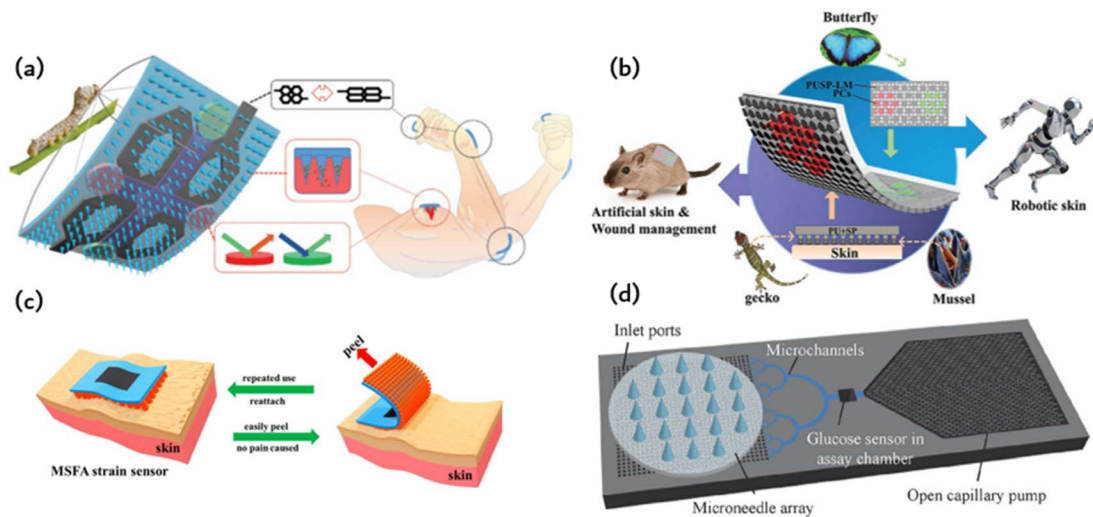 (a)
(b)
Butterfly
PUSP-LM
PCs
Artificial skin &
Wound management
Robotic skin
PU+SP
Skin
gecko
Mussel
(c)
peel
repeated use
reattach
easily peel
no pain caused
skin
skin
MSFA strain sensor
(d)
Inlet ports
Microchannels
Glucose sensor in
assay chamber
Microneedle array
Open capillary pump